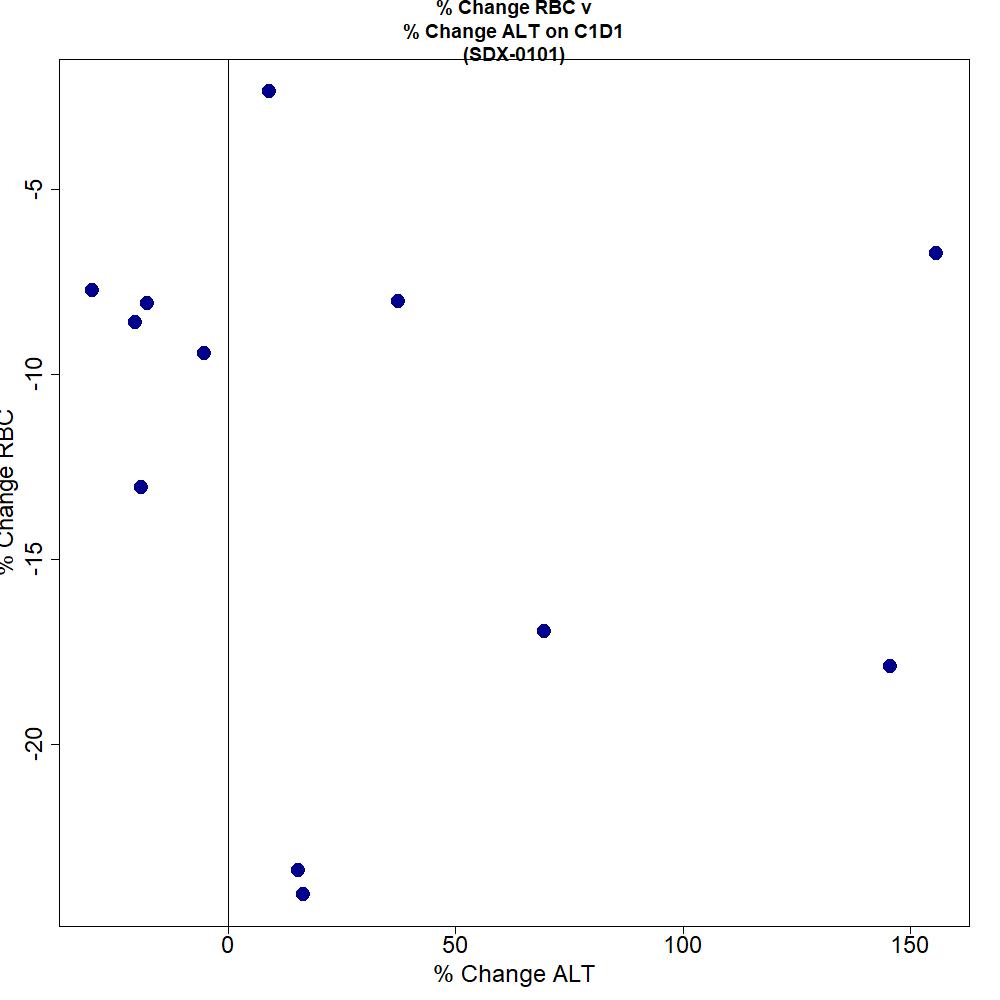 % Change RBC v
% Change ALT on C1D1
(SDX-0101)
-5
-10
-15
-20
% Change RBC
0 50 100 150
% Change ALT